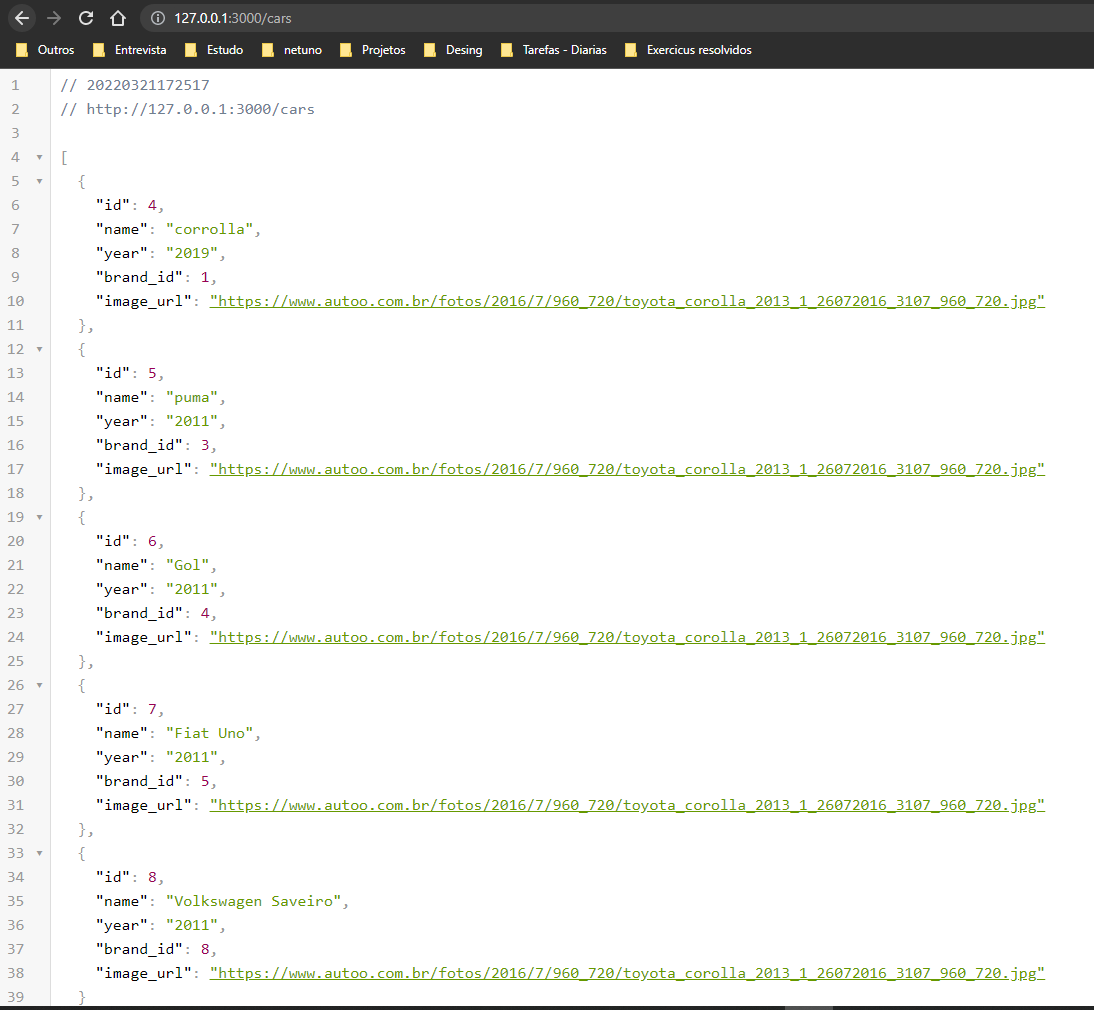 127.0.0.1:3000/cars
Outros Entrevista Estudo netuno Projetos Desing Tarefas - Diarias Exercicus resolvidos
1 // 20220321172517
2 // http://127.0.0.1:3000/cars
3
4 [
5 {
6 "id": 4,
7 "name": "corrolla",
8 "year": "2019",
9 "brand_id": 1,
10 "image_url": "https://www.autoo.com.br/fotos/2016/7/960_720/toyota_corolla_2013_1_26072016_3107_960_720.jpg"
11 },
12 {
13 "id": 5,
14 "name": "puma",
15 "year": "2011",
16 "brand_id": 3,
17 "image_url": "https://www.autoo.com.br/fotos/2016/7/960_720/toyota_corolla_2013_1_26072016_3107_960_720.jpg"
18 },
19 {
20 "id": 6,
21 "name": "Gol",
22 "year": "2011",
23 "brand_id": 4,
24 "image_url": "https://www.autoo.com.br/fotos/2016/7/960_720/toyota_corolla_2013_1_26072016_3107_960_720.jpg"
25 },
26 {
27 "id": 7,
28 "name": "Fiat Uno",
29 "year": "2011",
30 "brand_id": 5,
31 "image_url": "https://www.autoo.com.br/fotos/2016/7/960_720/toyota_corolla_2013_1_26072016_3107_960_720.jpg"
32 },
33 {
34 "id": 8,
35 "name": "Volkswagen Saveiro",
36 "year": "2011",
37 "brand_id": 8,
38 "image_url": "https://www.autoo.com.br/fotos/2016/7/960_720/toyota_corolla_2013_1_26072016_3107_960_720.jpg"
39 }